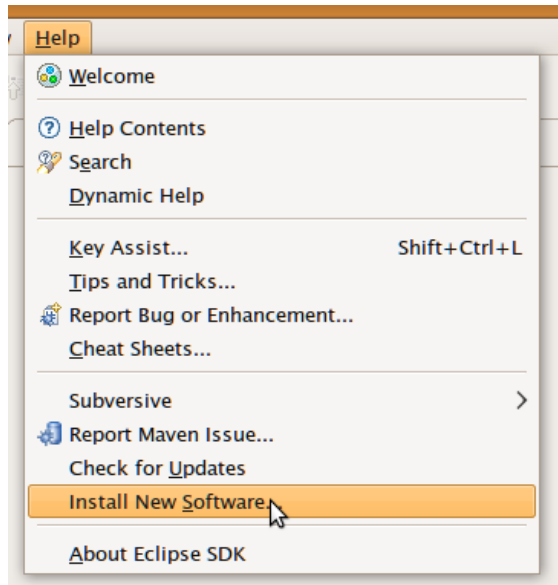 Help
Welcome
Help Contents
Search
Dynamic Help
Key Assist... Shift+Ctrl+L
Tips and Tricks...
Report Bug or Enhancement...
Cheat Sheets...
Subversive
Report Maven Issue...
Check for Updates
Install New Software.
About Eclipse SDK